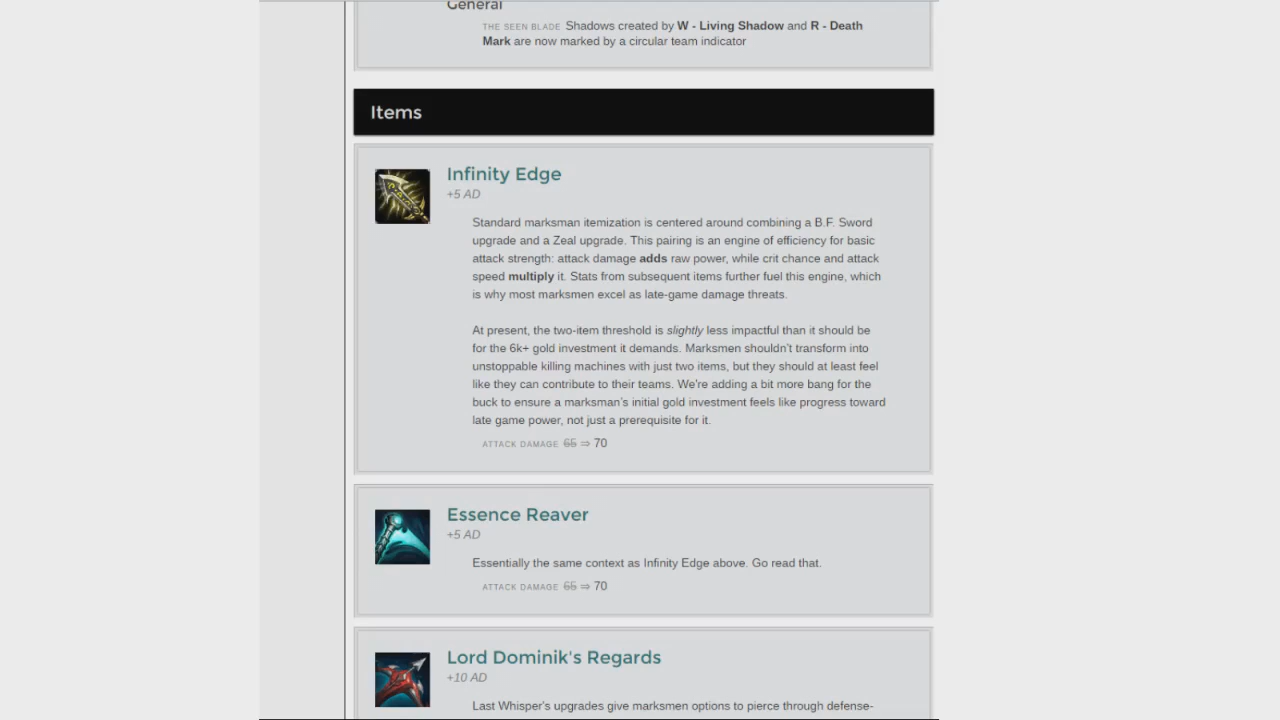 General
THE SEEN BLADE Shadows created by W - Living Shadow and R - Death
Mark are now marked by a circular team indicator
Items
Infinity Edge
+5 AD
Standard marksman itemization is centered around combining a B.F. Sword
upgrade and a Zeal upgrade. This pairing is an engine of efficiency for basic
attack strength: attack damage adds raw power, while crit chance and attack
speed multiply it. Stats from subsequent items further fuel this engine, which
is why most marksmen excel as late-game damage threats.
At present, the two-item threshold is slightly less impactful than it should be
for the 6k+ gold investment it demands. Marksmen shouldn't transform into
unstoppable killing machines with just two items, but they should at least feel
like they can contribute to their teams. We're adding a bit more bang for the
buck to ensure a marksman's initial gold investment feels like progress toward
late game power, not just a prerequisite for it.
ATTACK DAMAGE 65 ⇒ 70
Essence Reaver
+5 AD
Essentially the same context as Infinity Edge above. Go read that.
ATTACK DAMAGE 65 ⇒ 70
Lord Dominik's Regards
+10 AD
Last Whisper's upgrades give marksmen options to pierce through defense-